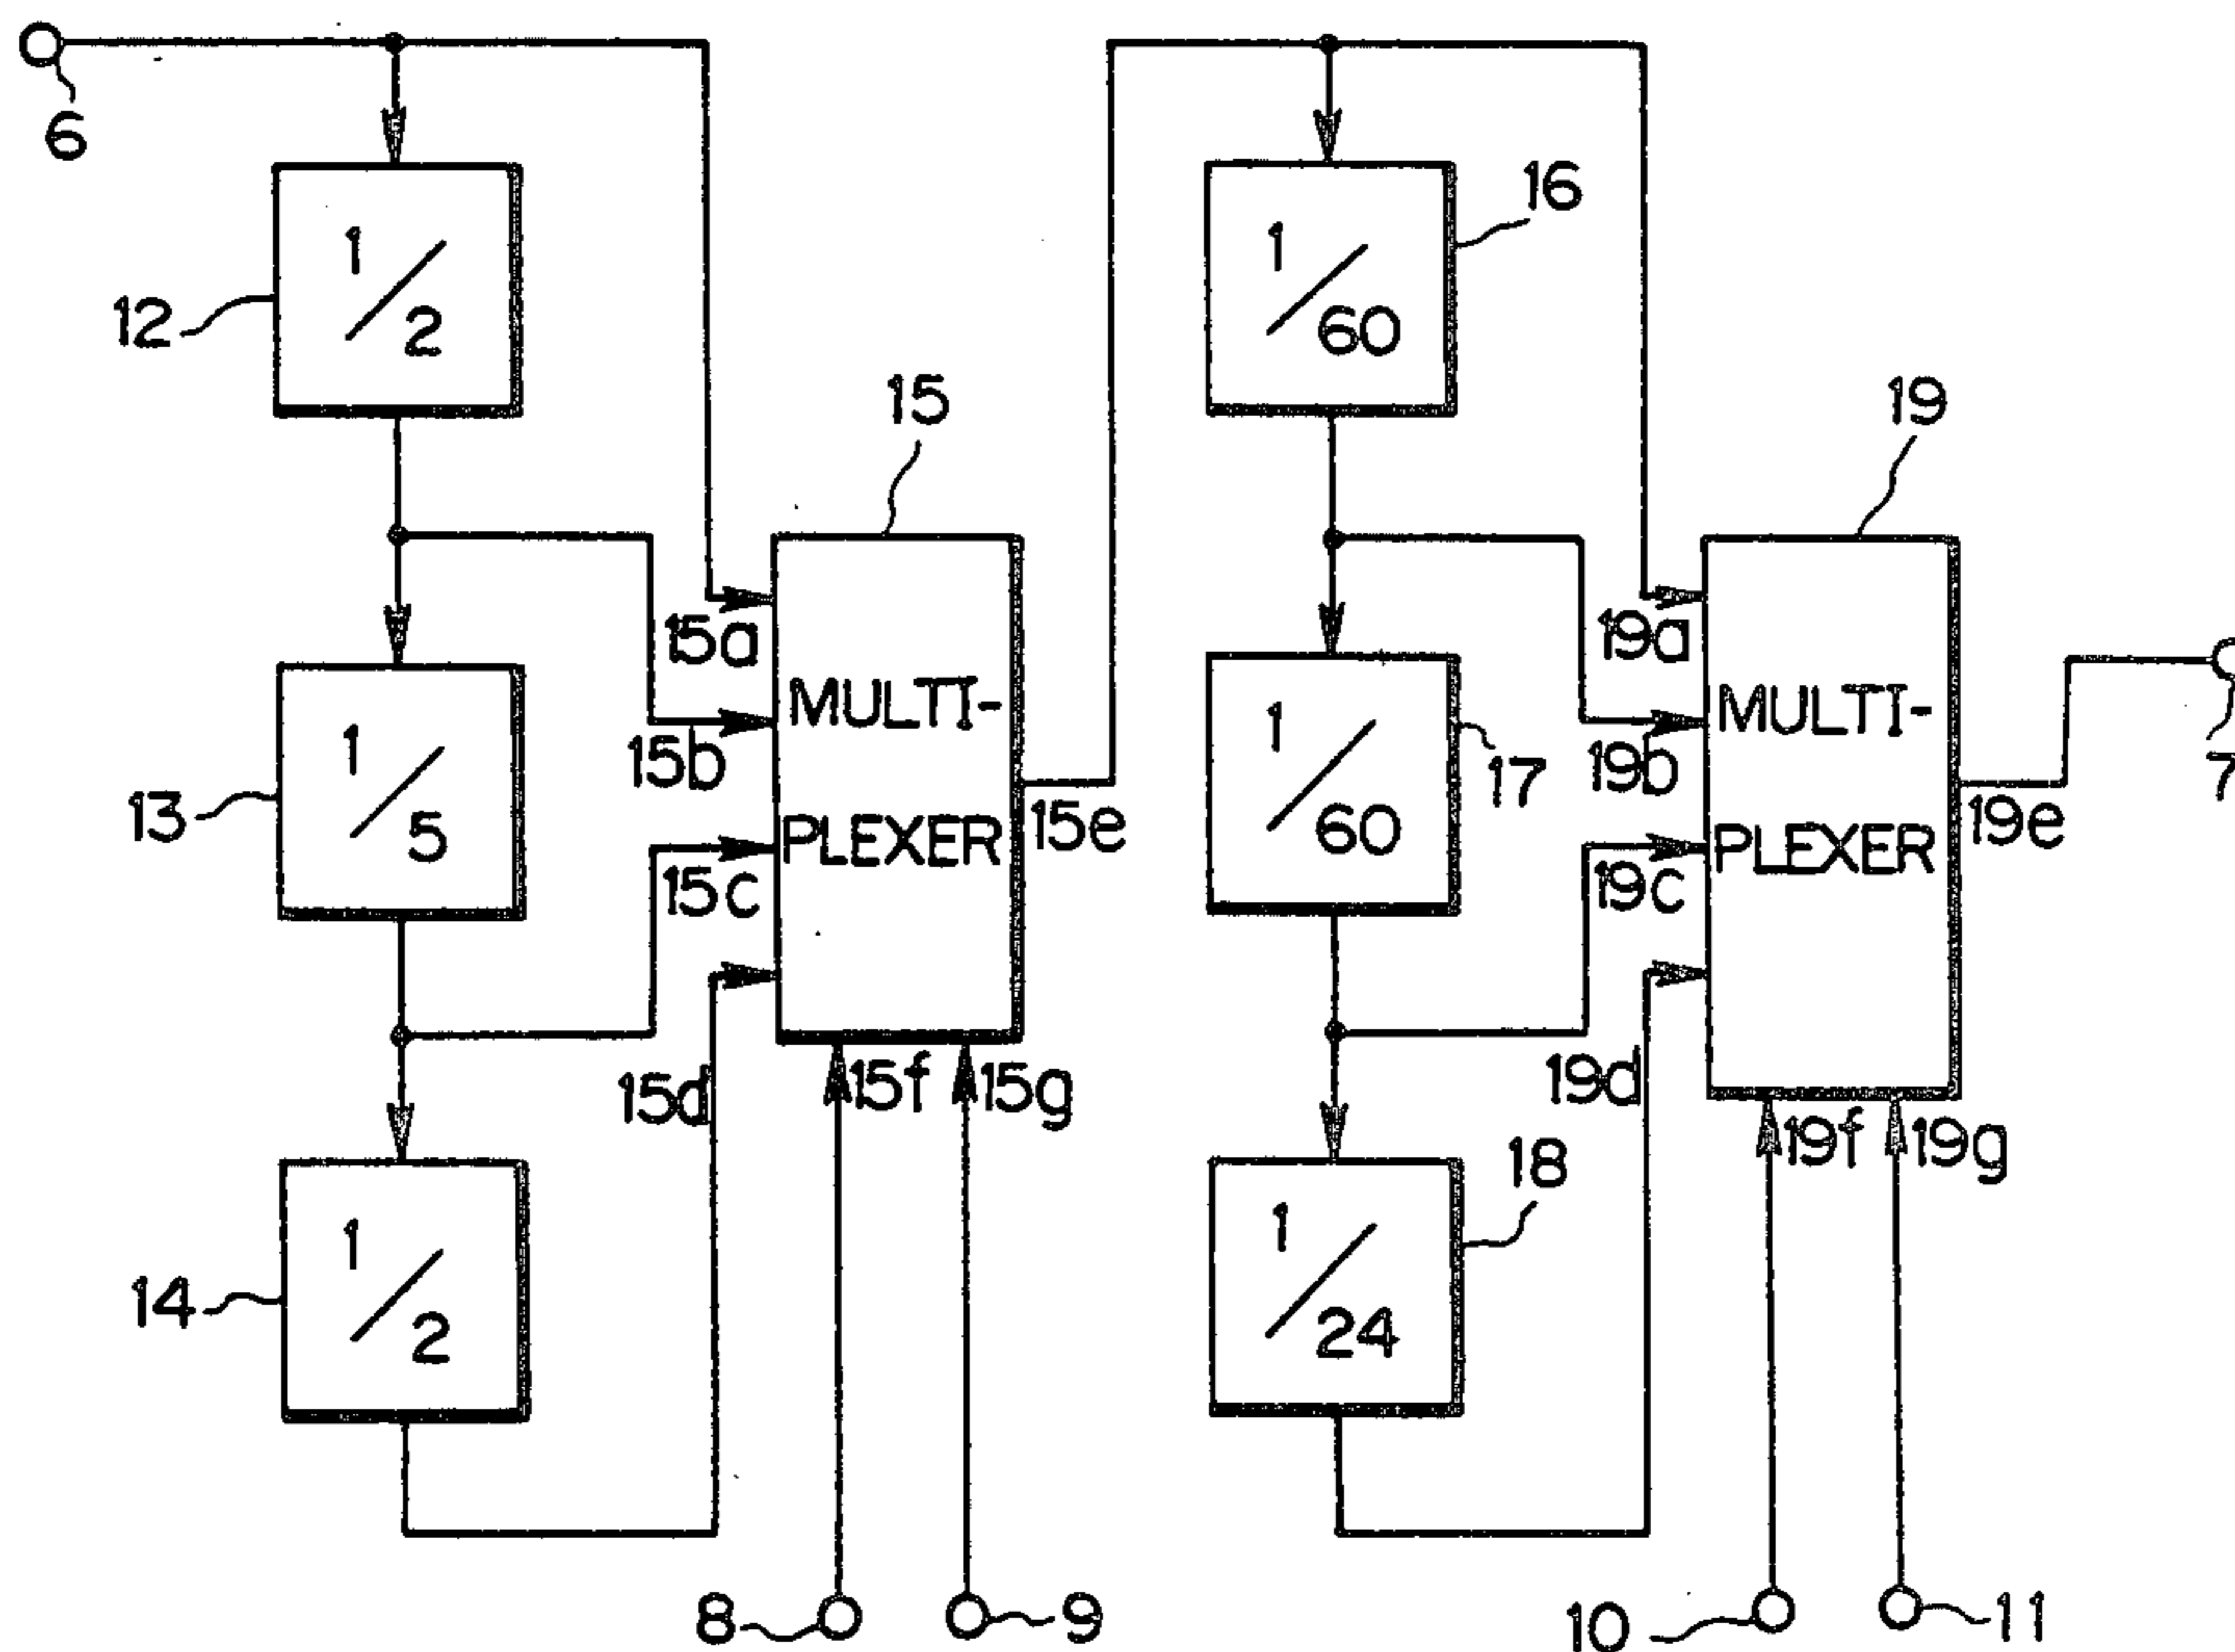 6
1/2
12
1/5
13
1/2
14
15
15a
15b
15c
15d
MULTI-
PLEXER
15e
15f
15g
8
9
1/60
16
1/60
17
1/24
18
19
19a
19b
19c
19d
MULTI-
PLEXER
19e
19f
19g
7
10
11